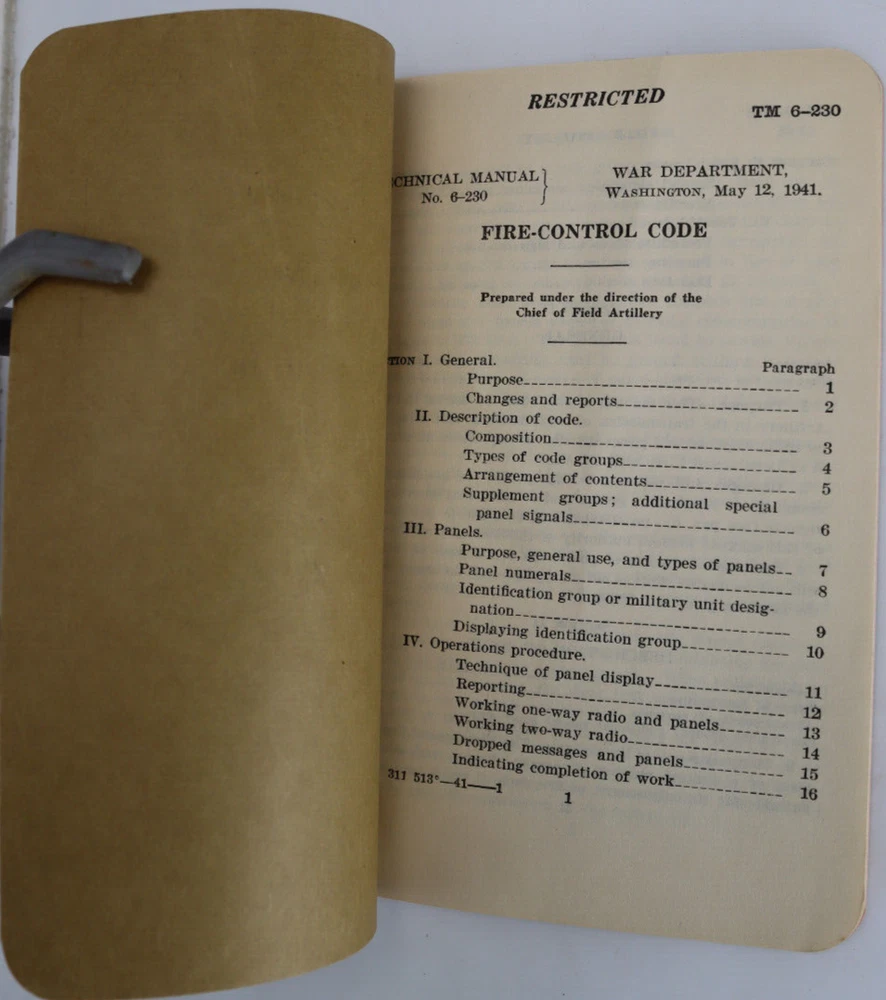 RESTRICTED
TM 6–230
CHNICAL MANUAL }
No. 6–230
WAR DEPARTMENT,
WASHINGTON, May 12, 1941.
FIRE-CONTROL CODE
Prepared under the direction of the
Chief of Field Artillery
TION I. General. Paragraph
Purpose 1
Changes and reports 2
II. Description of code.
Composition 3
Types of code groups 4
Arrangement of contents 5
Supplement groups; additional special
panel signals 6
III. Panels.
Purpose, general use, and types of panels 7
Panel numerals 8
Identification group or military unit desig-
nation 9
Displaying identification group 10
IV. Operations procedure.
Technique of panel display 11
Reporting 12
Working one-way radio and panels 13
Working two-way radio 14
Dropped messages and panels 15
Indicating completion of work 16
311 513°—41——1
1